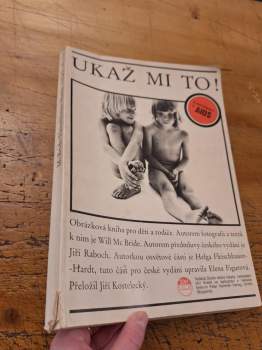 UKAŽ MI TO!
AIDS
Obrázková kniha pro děti a rodiče. Autorem fotografií a textů
k nim je Will Mc Bride. Autorem předmluvy českého vydání je
Jiří Raboch. Autorkou osvětové části je Helga Fleischhauer-
-Hardt, tuto část pro české vydání upravila Elena Figarová.
Přeložil Jiří Kostelecký.